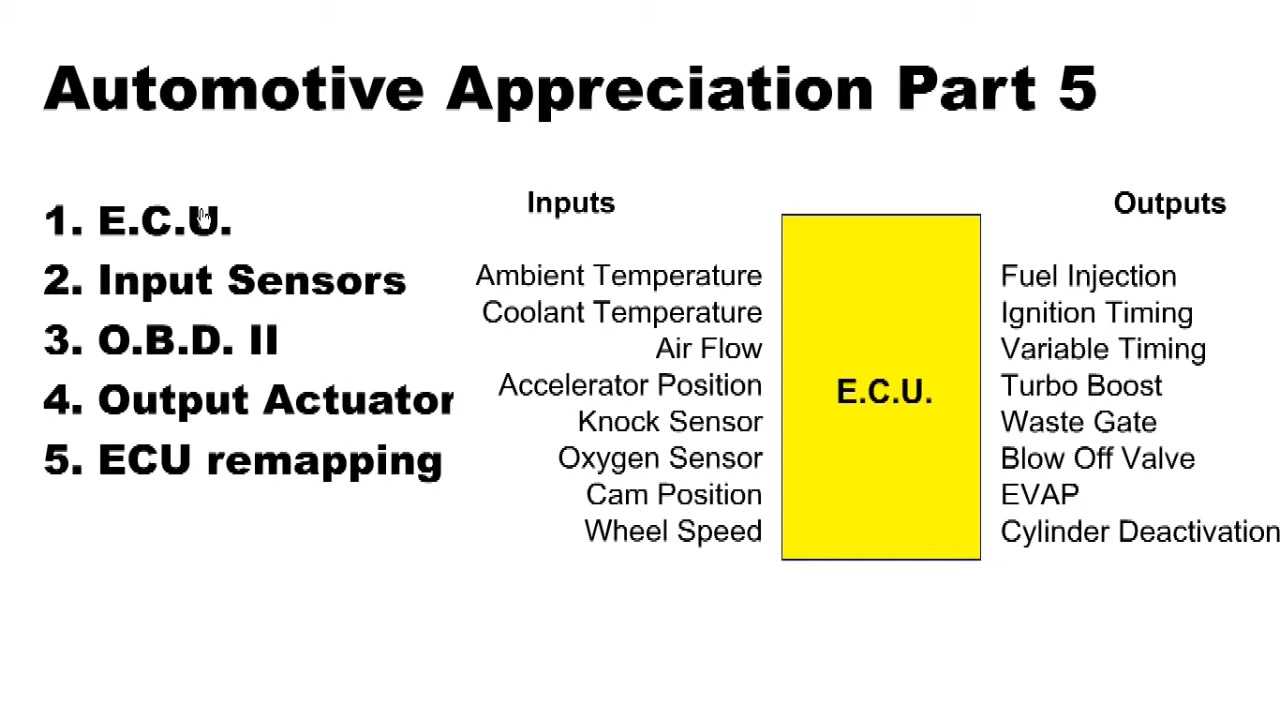 Automotive Appreciation Part 5
1. E.C.U.
2. Input Sensors
3. O.B.D. II
4. Output Actuator
5. ECU remapping
Inputs
Ambient Temperature
Coolant Temperature
Air Flow
Accelerator Position
Knock Sensor
Oxygen Sensor
Cam Position
Wheel Speed
E.C.U.
Outputs
Fuel Injection
Ignition Timing
Variable Timing
Turbo Boost
Waste Gate
Blow Off Valve
EVAP
Cylinder Deactivation